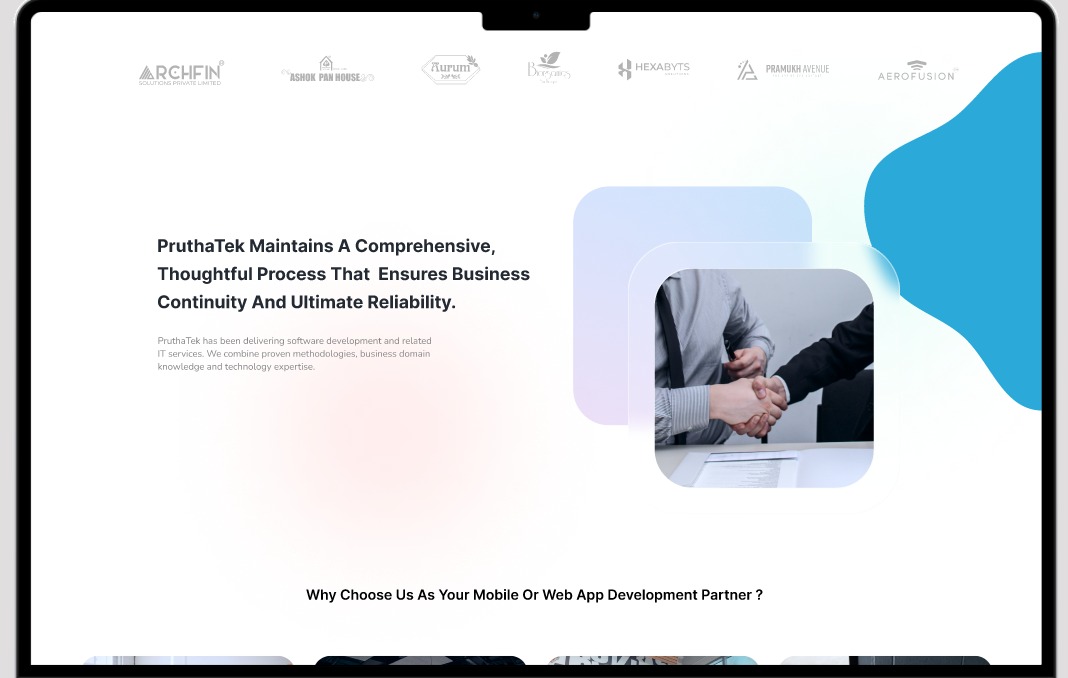 ARCHFIN
SOLUTIONS PRIVATE LIMITED
ASHOK PAN HOUSE
Aurum
HEXABYTS
PRAMUKH AVENUE
AEROFUSION
PruthaTek Maintains A Comprehensive,
Thoughtful Process That Ensures Business
Continuity And Ultimate Reliability.
PruthaTek has been delivering software development and related
IT services. We combine proven methodologies, business domain
knowledge and technology expertise.
Why Choose Us As Your Mobile Or Web App Development Partner ?